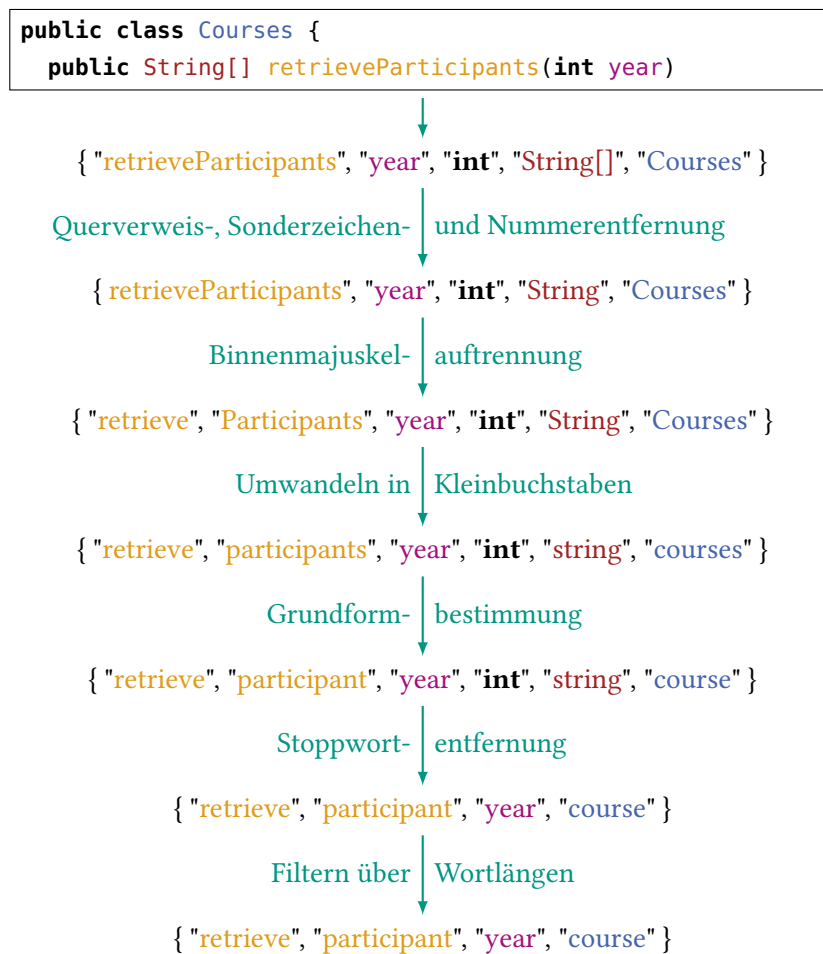 public class Courses {
public String[] retrieveParticipants(int year)
{ "retrieveParticipants", "year", "int", "String[]", "Courses" }
Querverweis-, Sonderzeichen- und Nummerentfernung
{ retrieveParticipants", "year", "int", "String", "Courses" }
Binnenmajuskel- auftrennung
{ "retrieve", "Participants", "year", "int", "String", "Courses" }
Umwandeln in Kleinbuchstaben
{ "retrieve", "participants", "year", "int", "string", "courses" }
Grundform- bestimmung
{ "retrieve", "participant", "year", "int", "string", "course" }
Stoppwort- entfernung
{ "retrieve", "participant", "year", "course" }
Filtern über Wortlängen
{ "retrieve", "participant", "year", "course" }